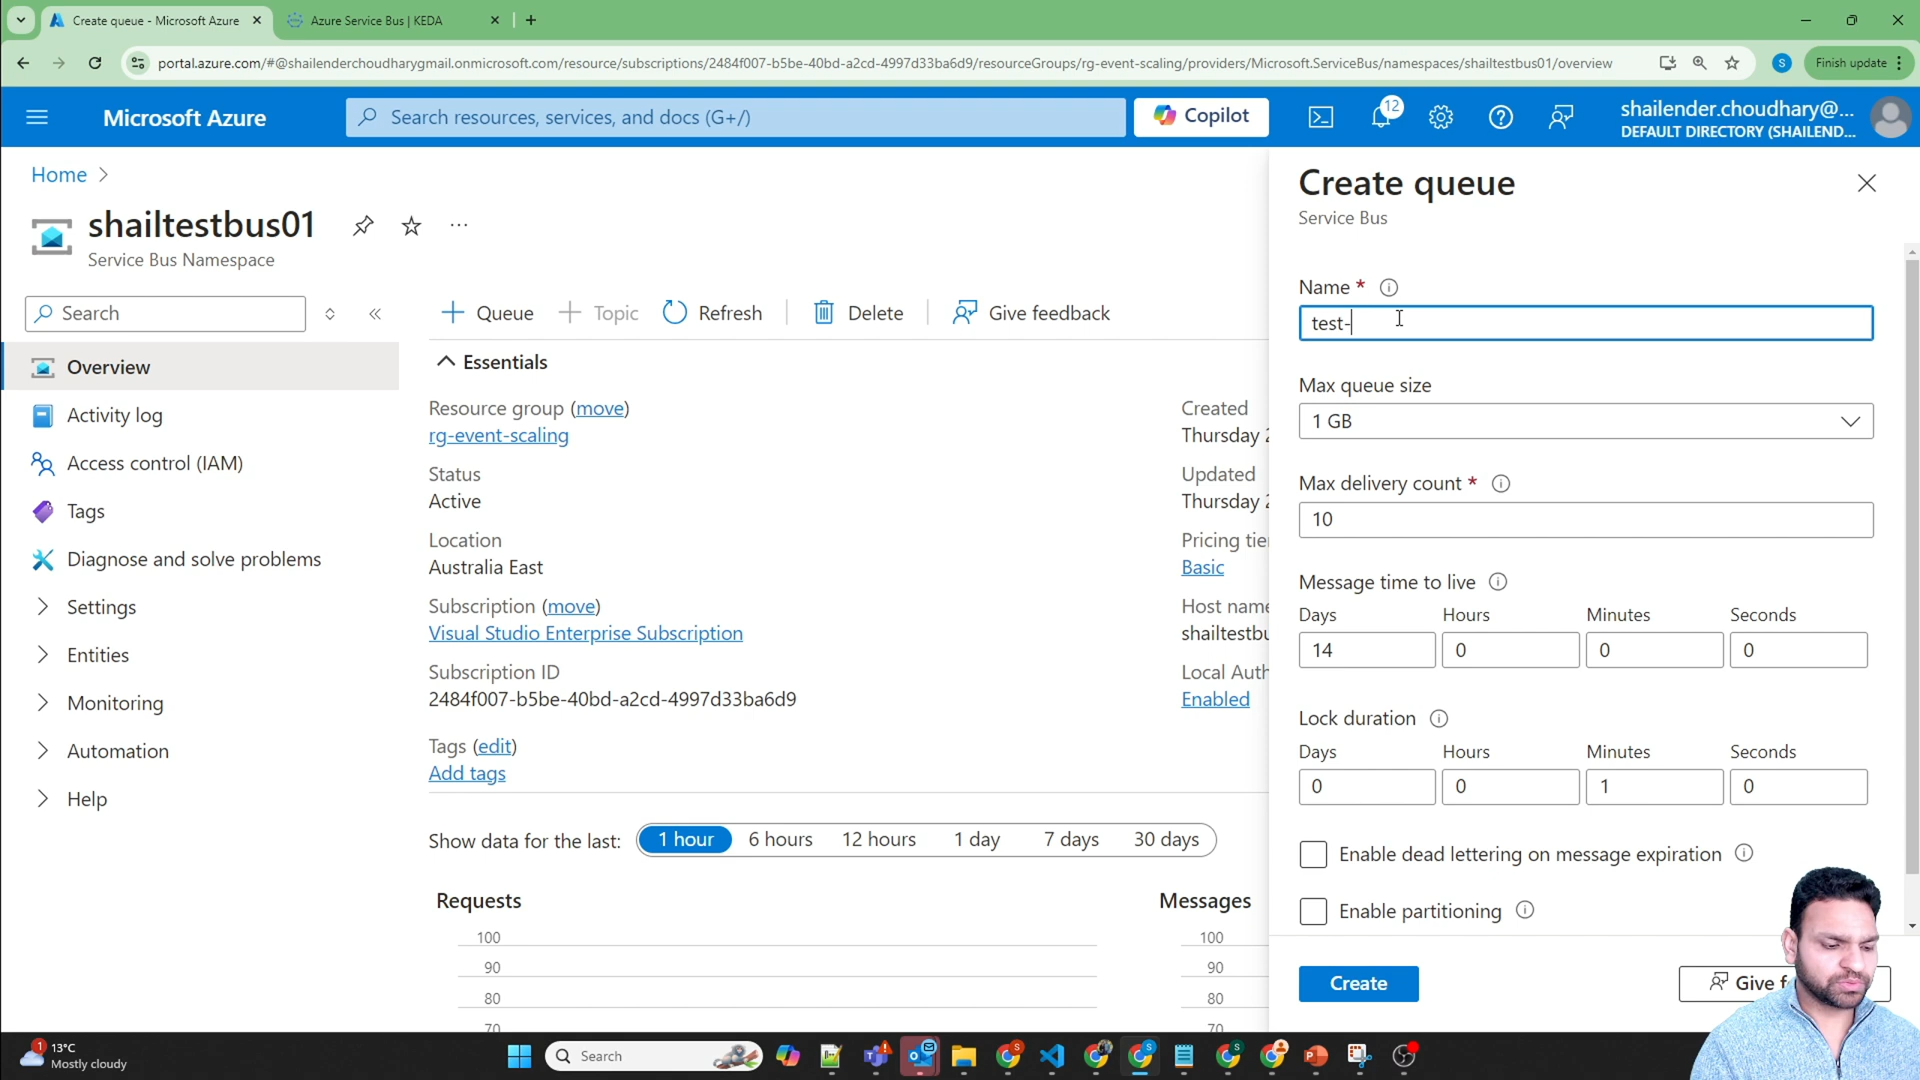 Create queue - Microsoft Azure
Azure Service Bus | KEDA
portal.azure.com/#@shailenderchoudharygmail.onmicrosoft.com/resource/subscriptions/2484f007-b5be-40bd-a2cd-4997d33ba6d9/resourceGroups/rg-event-scaling/providers/Microsoft.ServiceBus/namespaces/shailtestbus01/overview
S
Finish update
Microsoft Azure
Search resources, services, and docs (G+/)
Copilot
12
shailender.choudhary@...
DEFAULT DIRECTORY (SHAILEND...
Home
shailtestbus01
Service Bus Namespace
Search
Overview
Activity log
Access control (IAM)
Tags
Diagnose and solve problems
Settings
Entities
Monitoring
Automation
Help
Queue
Topic
Refresh
Delete
Give feedback
Essentials
Resource group (move)
rg-event-scaling
Status
Active
Location
Australia East
Subscription (move)
Visual Studio Enterprise Subscription
Subscription ID
2484f007-b5be-40bd-a2cd-4997d33ba6d9
Tags (edit)
Add tags
Created
Thursday 2
Updated
Thursday 2
Pricing tie
Basic
Host name
shailtestbu
Local Auth
Enabled
Show data for the last:
1 hour
6 hours
12 hours
1 day
7 days
30 days
Requests
100
90
80
70
Messages
100
90
80
70
Create queue
Service Bus
Name *
test-
Max queue size
1 GB
Max delivery count *
10
Message time to live
Days Hours Minutes Seconds
14 0 0 0
Lock duration
Days Hours Minutes Seconds
0 0 1 0
Enable dead lettering on message expiration
Enable partitioning
Create
Give f
1
13°C
Mostly cloudy
Search